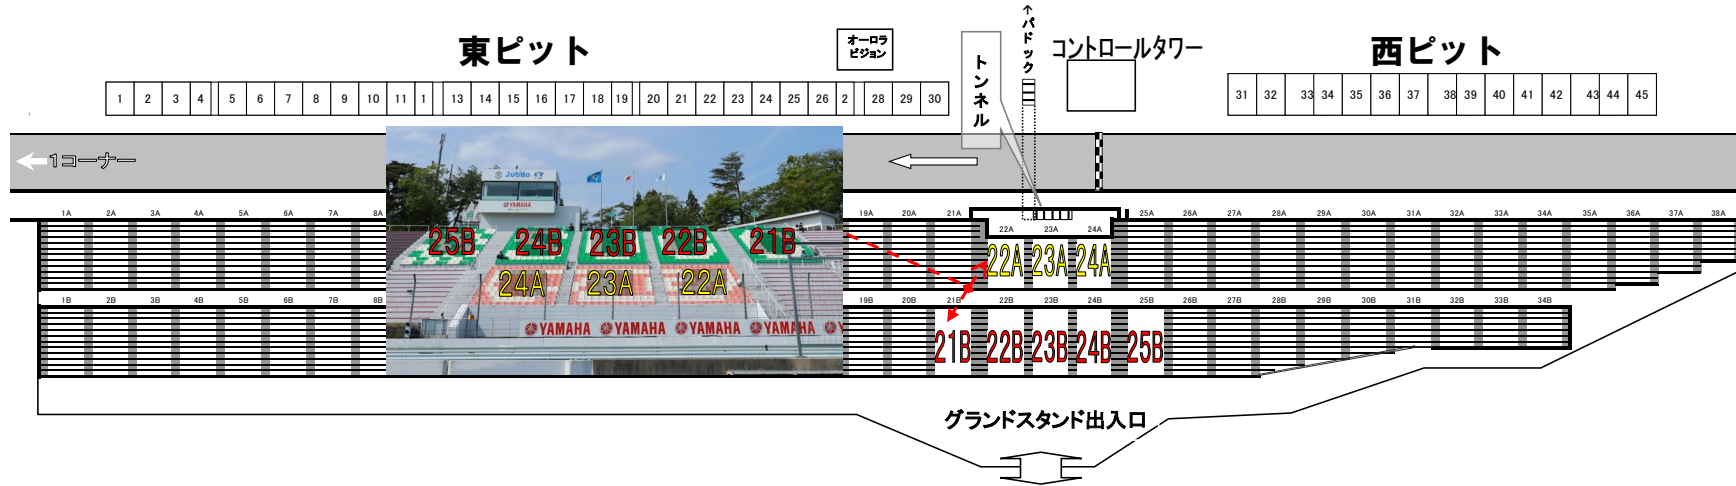 東ピット
オーロラ
ビジョン
↑パドック
トンネル
コントロールタワー
西ピット
1 2 3 4 5 6 7 8 9 10 11 1 13 14 15 16 17 18 19 20 21 22 23 24 25 26 2 28 29 30
31 32 33 34 35 36 37 38 39 40 41 42 43 44 45
1コーナー
Jubilo
YAMAHA
1A 2A 3A 4A 5A 6A 7A 8A
19A 20A 21A
22A 23A 24A
25A 26A 27A 28A 29A 30A 31A 32A 33A 34A 35A 36A 37A 38A
25B 24B 23B 22B 21B
24A 23A 22A
22A 23A 24A
1B 2B 3B 4B 5B 6B 7B 8B
19B 20B 21B 22B 23B 24B 25B 26B 27B 28B 29B 30B 31B 32B 33B 34B
YAMAHA YAMAHA YAMAHA YAMAHA Y
21B 22B 23B 24B 25B
グランドスタンド出入口